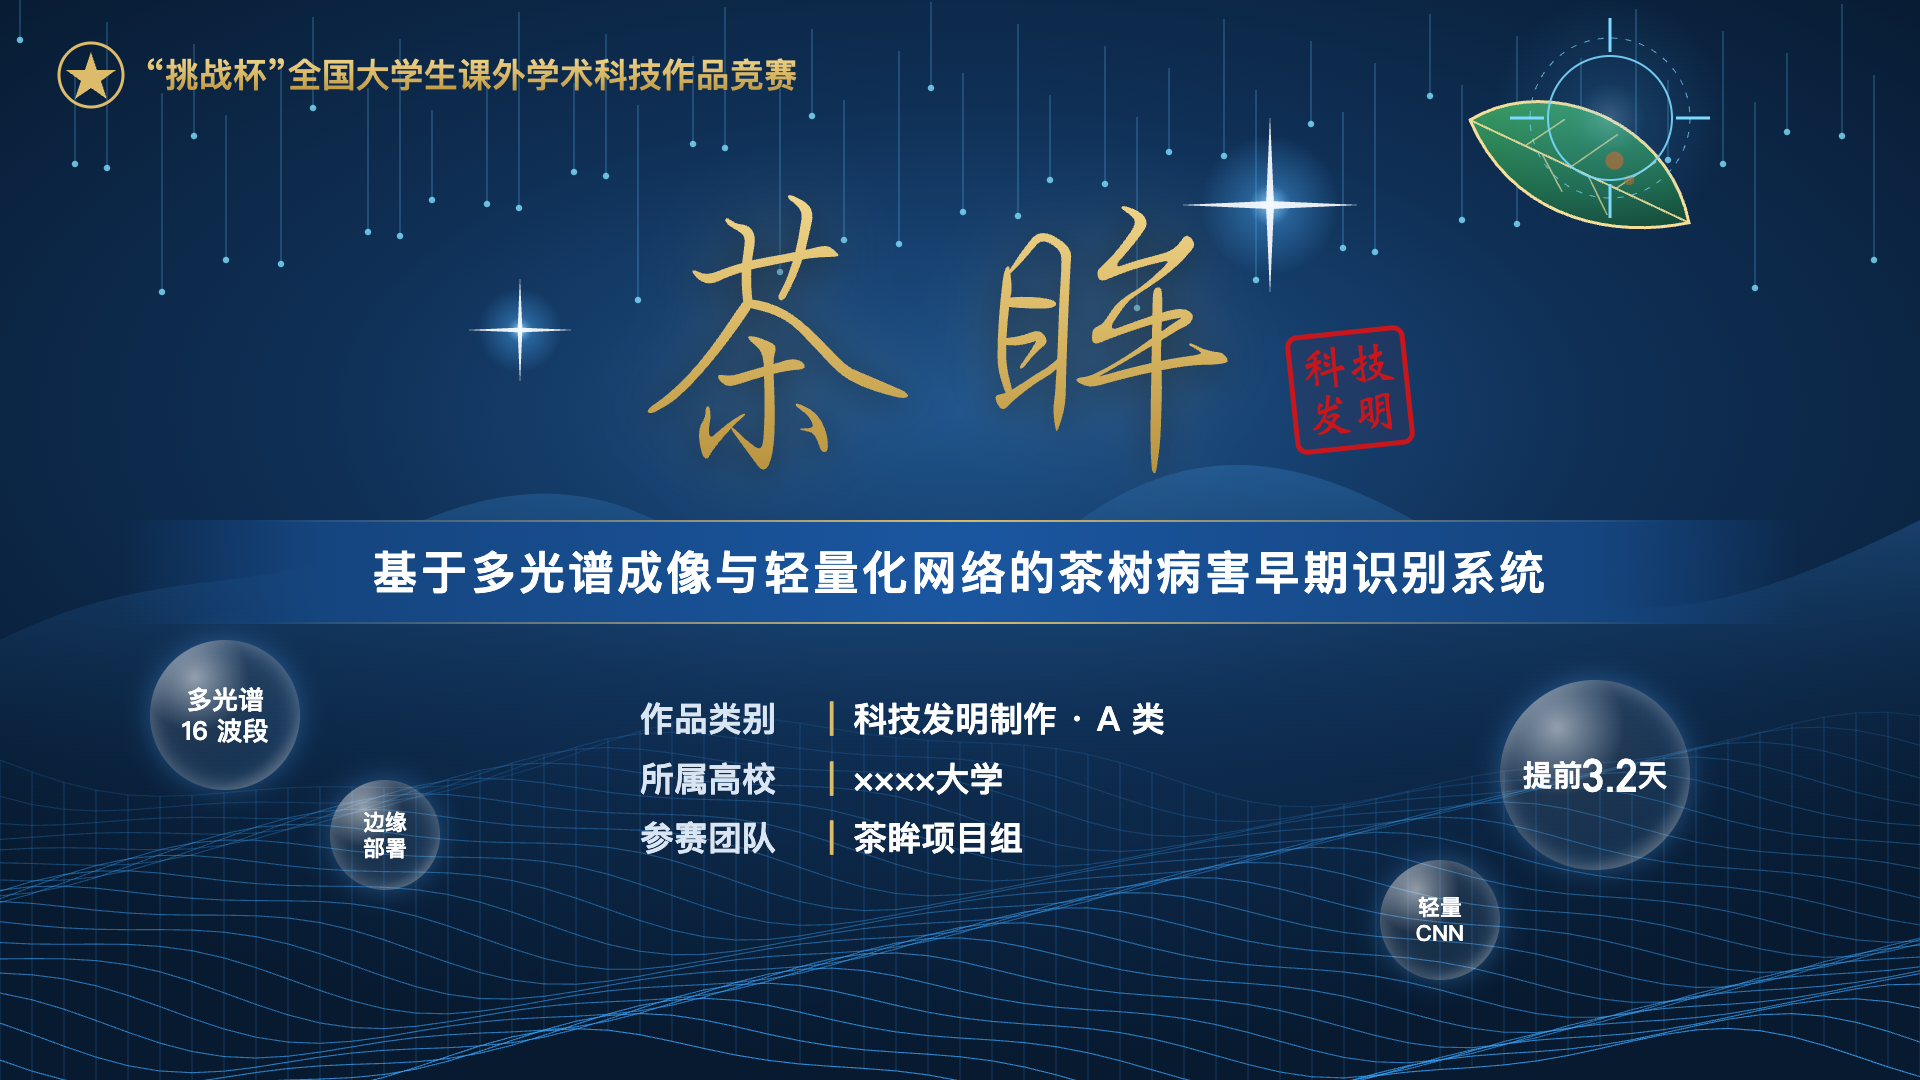 “挑战杯”全国大学生课外学术科技作品竞赛
茶眸
科技
发明
基于多光谱成像与轻量化网络的茶树病害早期识别系统
多光谱
16 波段
边缘
部署
作品类别 | 科技发明制作 · A 类
所属高校 | ××××大学
参赛团队 | 茶眸项目组
提前3.2天
轻量
CNN